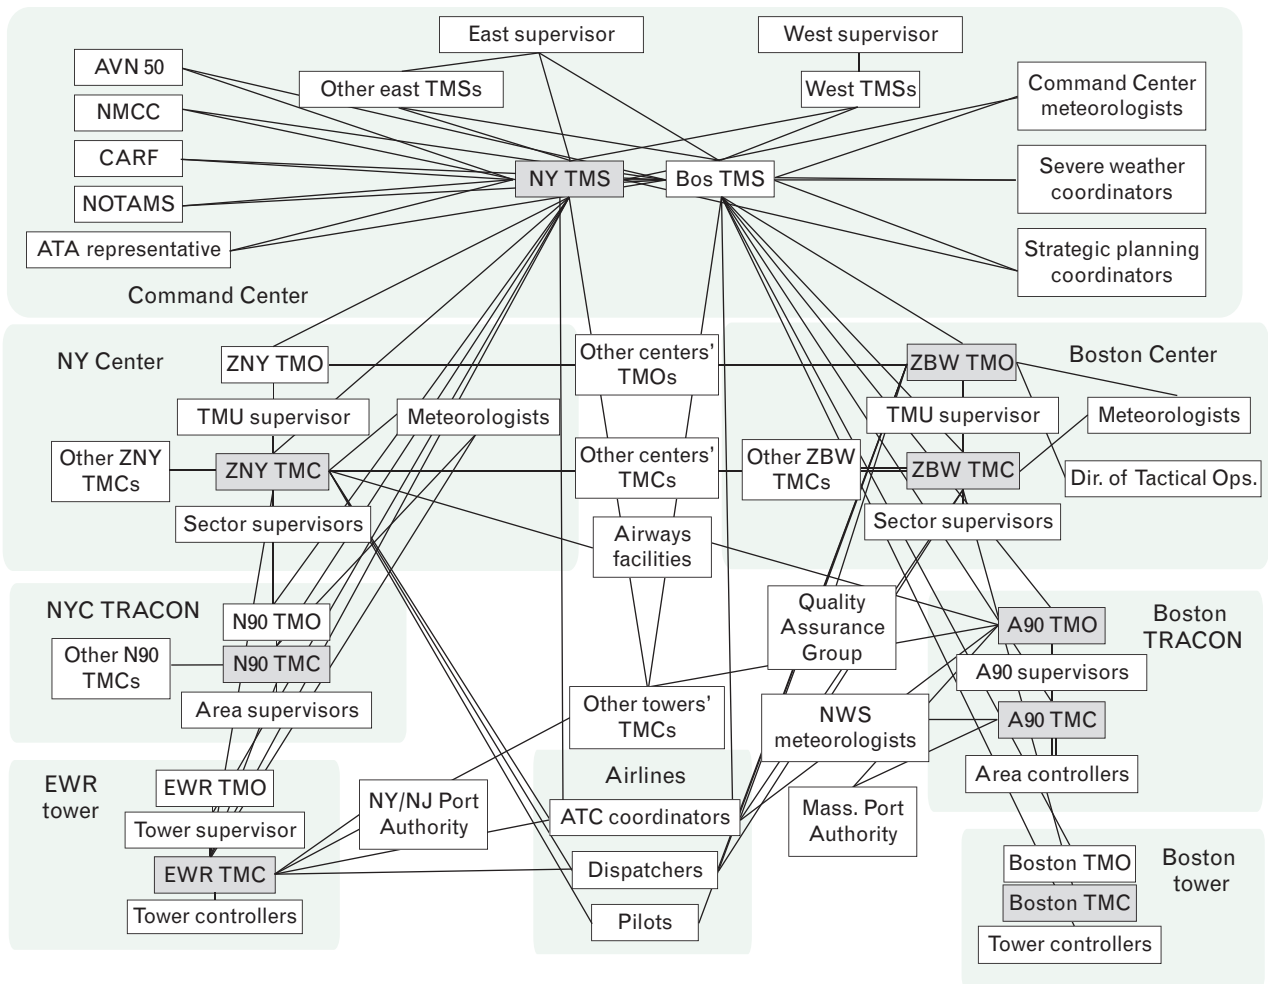 East supervisor
West supervisor
AVN 50
Other east TMSs
West TMSs
Command Center
meteorologists
NMCC
CARF
NY TMS
Bos TMS
Severe weather
coordinators
NOTAMS
ATA representative
Strategic planning
coordinators
Command Center
NY Center
ZNY TMO
Other centers'
TMOs
ZBW TMO
Boston Center
TMU supervisor
Meteorologists
TMU supervisor
Meteorologists
Other ZNY
TMCs
ZNY TMC
Other centers'
TMCs
Other ZBW
TMCs
ZBW TMC
Dir. of Tactical Ops.
Sector supervisors
Airways
facilities
Sector supervisors
NYC TRACON
N90 TMO
Other N90
TMCs
N90 TMC
Area supervisors
Quality
Assurance
Group
A90 TMO
Boston
TRACON
A90 supervisors
Other towers'
TMCs
NWS
meteorologists
A90 TMC
Area controllers
EWR
tower
EWR TMO
Tower supervisor
EWR TMC
Tower controllers
NY/NJ Port
Authority
Airlines
ATC coordinators
Dispatchers
Pilots
Mass. Port
Authority
Boston TMO
Boston
tower
Boston TMC
Tower controllers